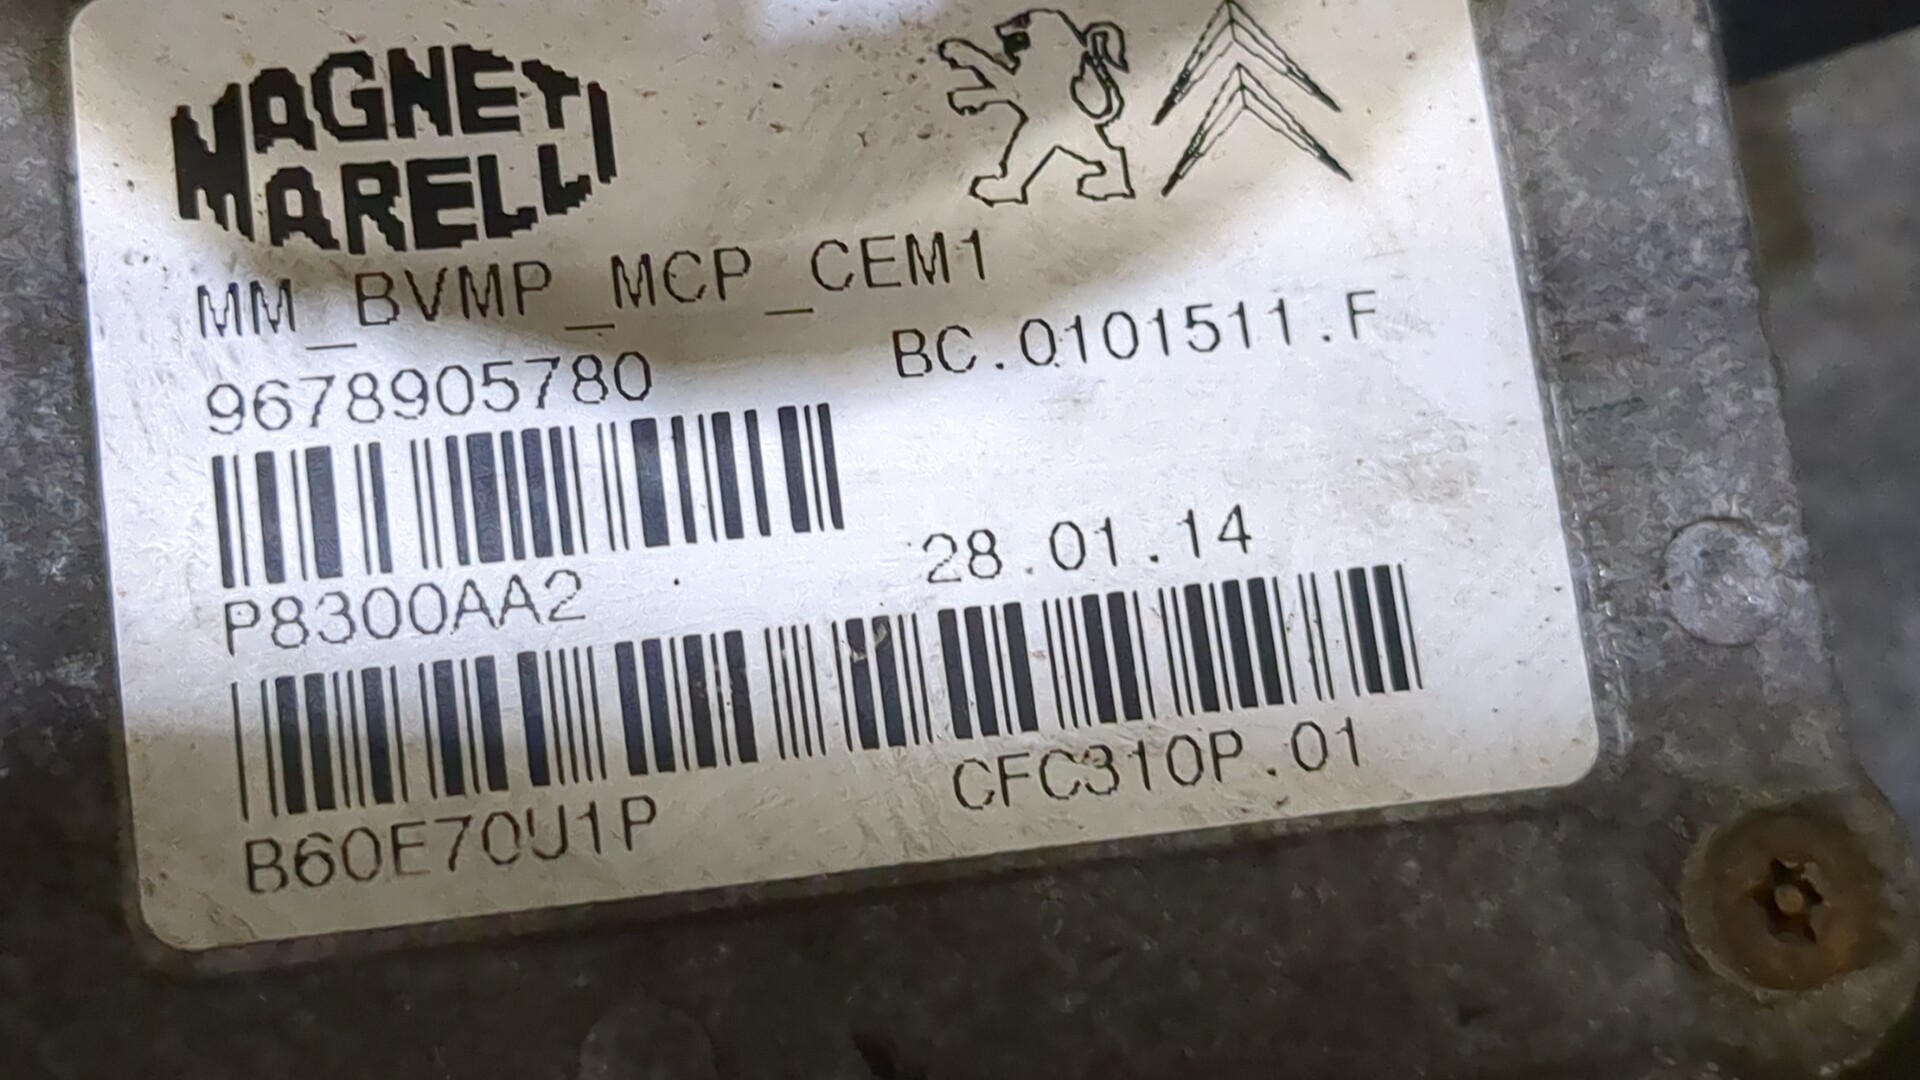 MAGNETI
MARELLI
MM_BVMP_MCP_CEM1
9678905780
BC.0101511.F
P8300AA2
28.01.14
B60E70U1P
CFC310P.01